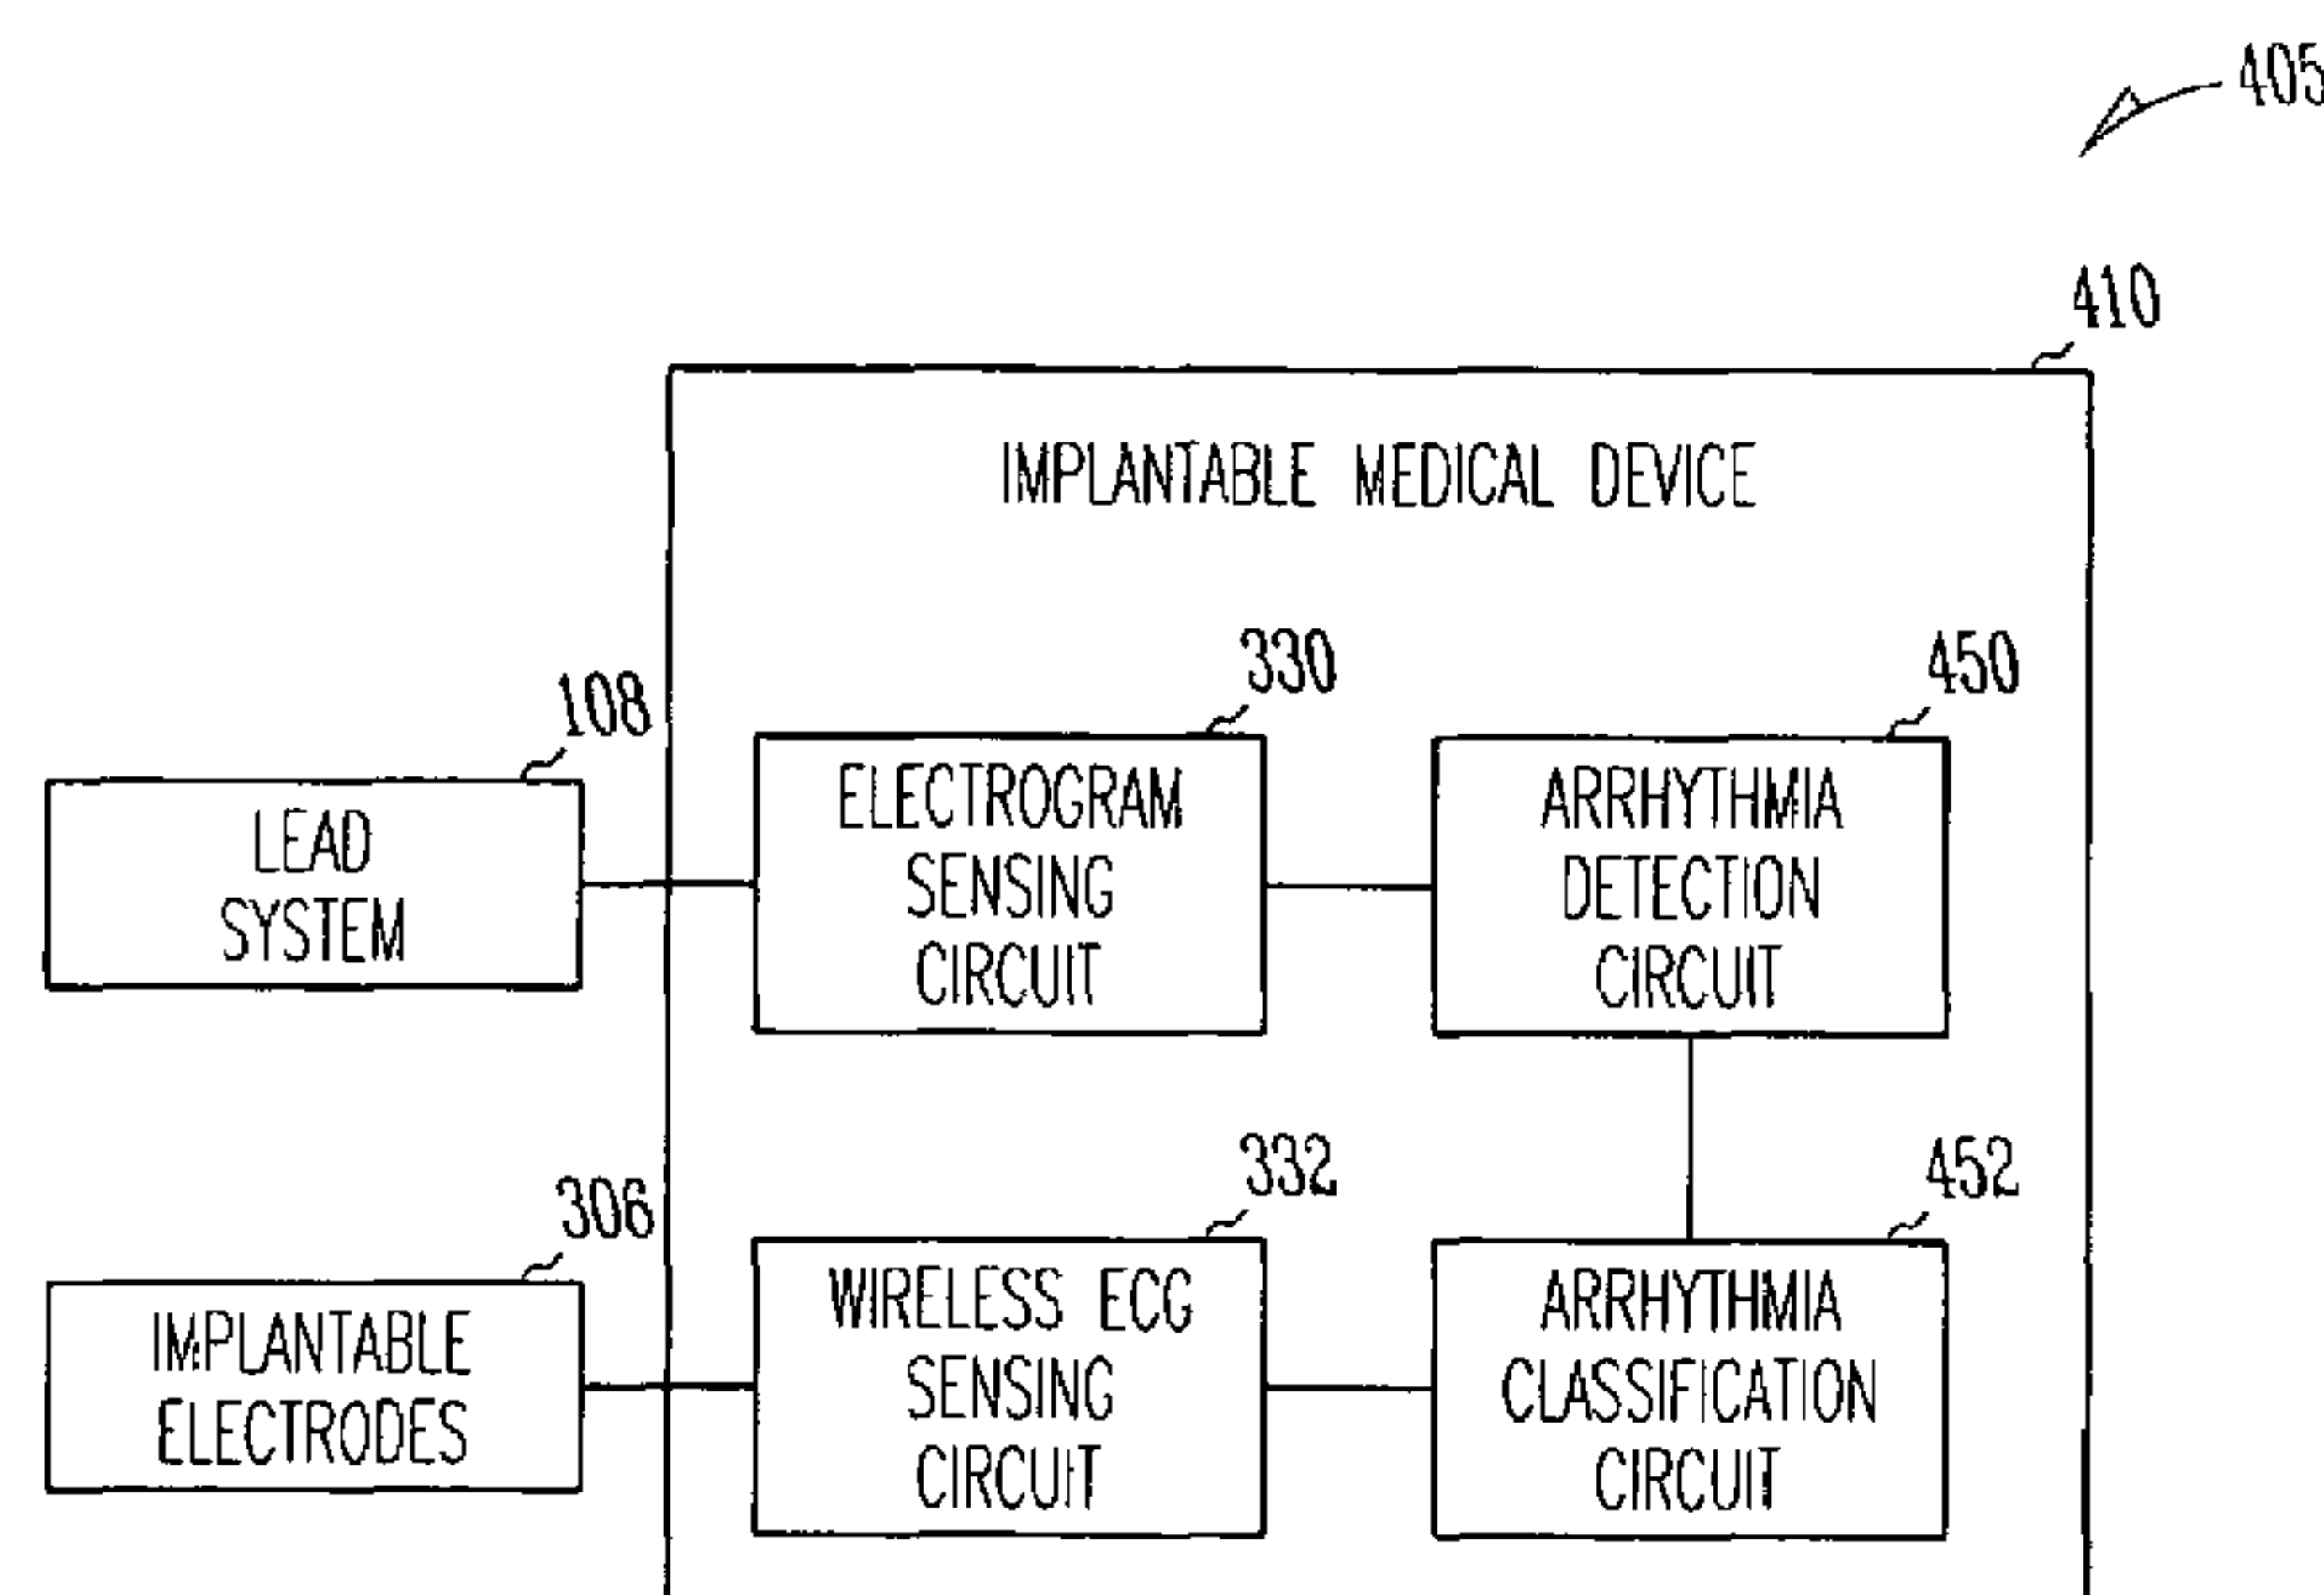 405
410
IMPLANTABLE MEDICAL DEVICE
108
LEAD
SYSTEM
330
ELECTROGRAM
SENSING
CIRCUIT
450
ARRHYTHMIA
DETECTION
CIRCUIT
306
IMPLANTABLE
ELECTRODES
332
WIRELESS ECG
SENSING
CIRCUIT
452
ARRHYTHMIA
CLASSIFICATION
CIRCUIT